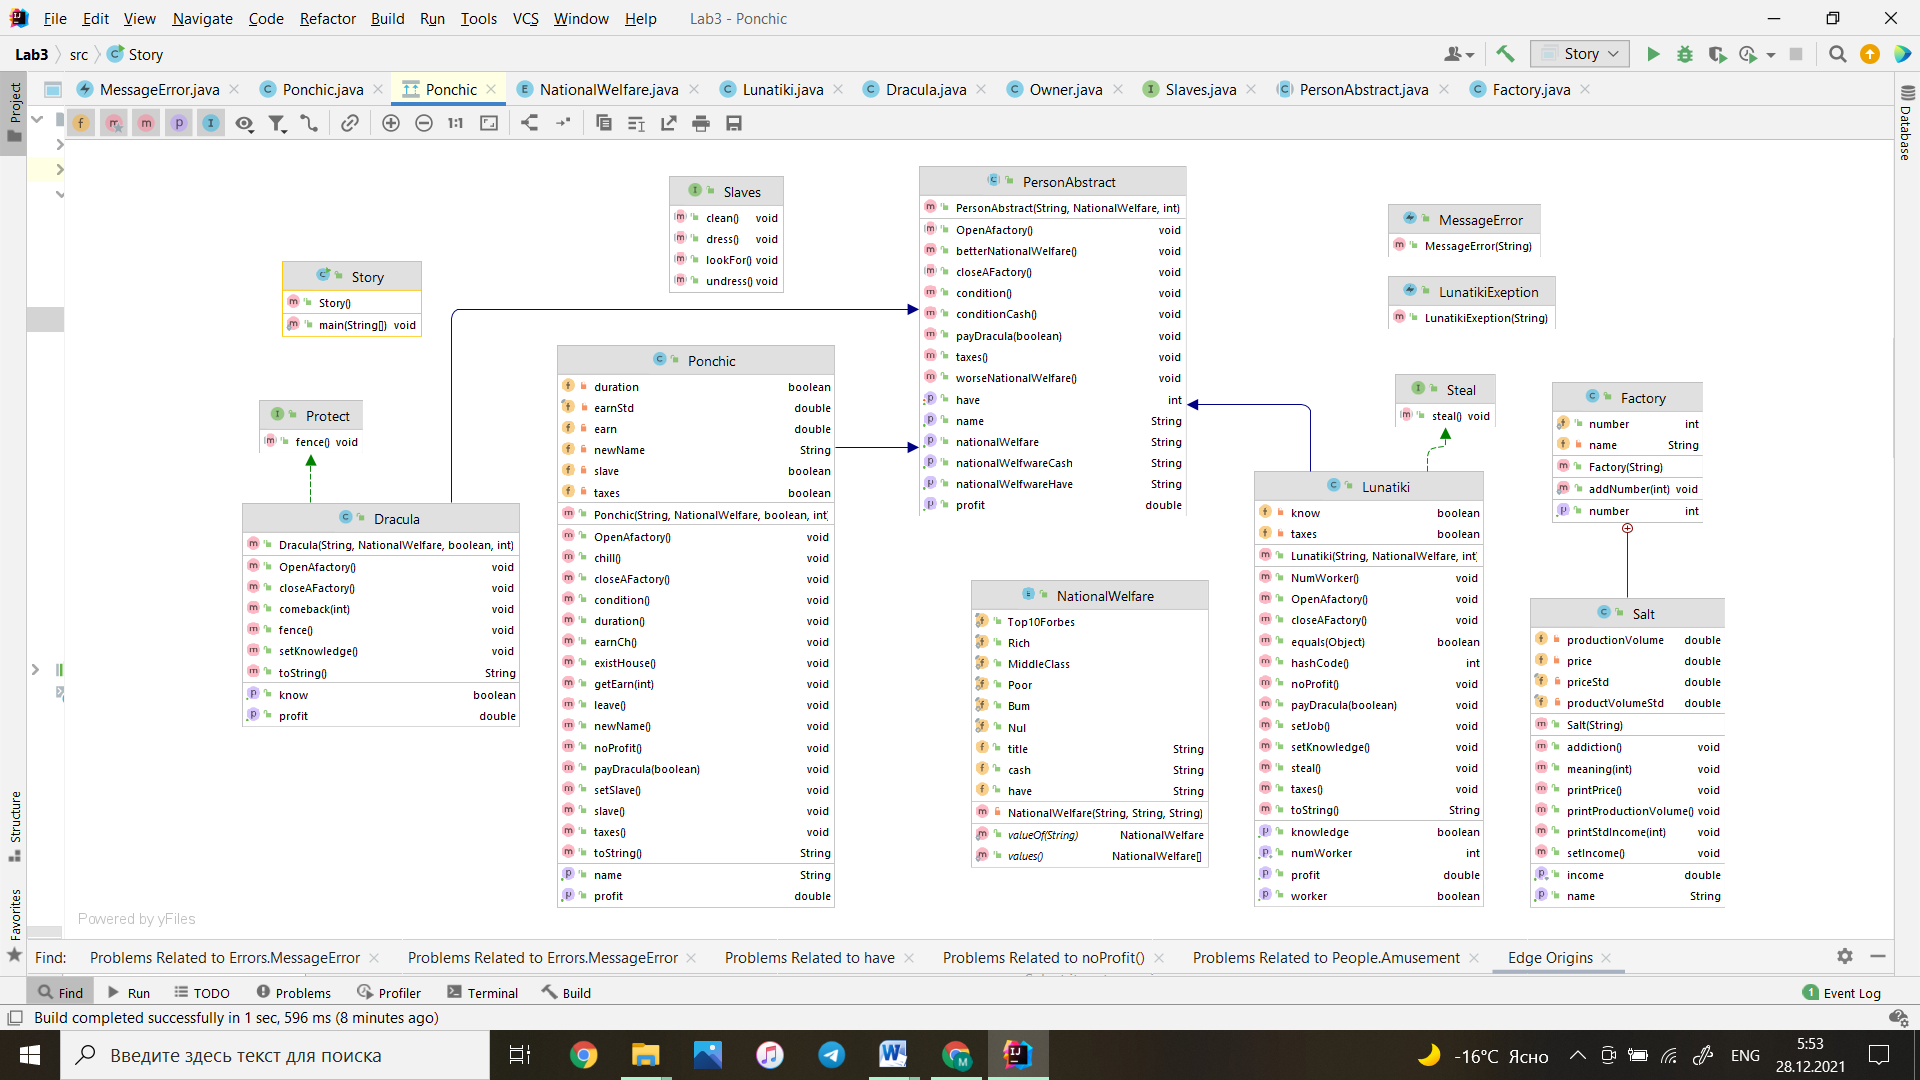 File Edit View Navigate Code Refactor Build Run Tools VCS Window Help Lab3 - Ponchic
Lab3 src Story
Story
Project
MessageError.java Ponchic.java Ponchic NationalWelfare.java Lunatiki.java Dracula.java Owner.java Slaves.java PersonAbstract.java Factory.java
Database
1:1
Slaves
clean() void
dress() void
lookFor() void
undress() void
PersonAbstract
PersonAbstract(String, NationalWelfare, int)
OpenAfactory() void
betterNationalWelfare() void
closeAFactory() void
condition() void
conditionCash() void
payDracula(boolean) void
taxes() void
worseNationalWelfare() void
have int
name String
nationalWelfare String
nationalWelfwareCash String
nationalWelfwareHave String
profit double
MessageError
MessageError(String)
LunatikiExeption
LunatikiExeption(String)
Story
Story()
main(String[]) void
Protect
fence() void
Ponchic
duration boolean
earnStd double
earn double
newName String
slave boolean
taxes boolean
Ponchic(String, NationalWelfare, boolean, int)
OpenAfactory() void
chill() void
closeAFactory() void
condition() void
duration() void
earnCh() void
existHouse() void
getEarn(int) void
leave() void
newName() void
noProfit() void
payDracula(boolean) void
setSlave() void
slave() void
taxes() void
toString() String
name String
profit double
Steal
steal() void
Factory
number int
name String
Factory(String)
addNumber(int) void
number int
Dracula
Dracula(String, NationalWelfare, boolean, int)
OpenAfactory() void
closeAFactory() void
comeback(int) void
fence() void
setKnowledge() void
toString() String
know boolean
profit double
Lunatiki
know boolean
taxes boolean
Lunatiki(String, NationalWelfare, int)
NumWorker() void
OpenAfactory() void
closeAFactory() void
equals(Object) boolean
hashCode() int
noProfit() void
payDracula(boolean) void
setJob() void
setKnowledge() void
steal() void
taxes() void
toString() String
knowledge boolean
numWorker int
profit double
worker boolean
NationalWelfare
Top10Forbes
Rich
MiddleClass
Poor
Bum
Nul
title String
cash String
have String
NationalWelfare(String, String, String)
valueOf(String) NationalWelfare
values() NationalWelfare[]
Salt
productionVolume double
price double
priceStd double
productVolumeStd double
Salt(String)
addiction() void
meaning(int) void
printPrice() void
printProductionVolume() void
printStdIncome(int) void
setIncome() void
income double
name String
Powered by yFiles
Structure
Favorites
Find: Problems Related to Errors.MessageError Problems Related to Errors.MessageError Problems Related to have Problems Related to noProfit() Problems Related to People.Amusement Edge Origins
Find Run TODO Problems Profiler Terminal Build 1 Event Log
Build completed successfully in 1 sec, 596 ms (8 minutes ago)
Введите здесь текст для поиска
-16°C Ясно ENG
5:53
28.12.2021